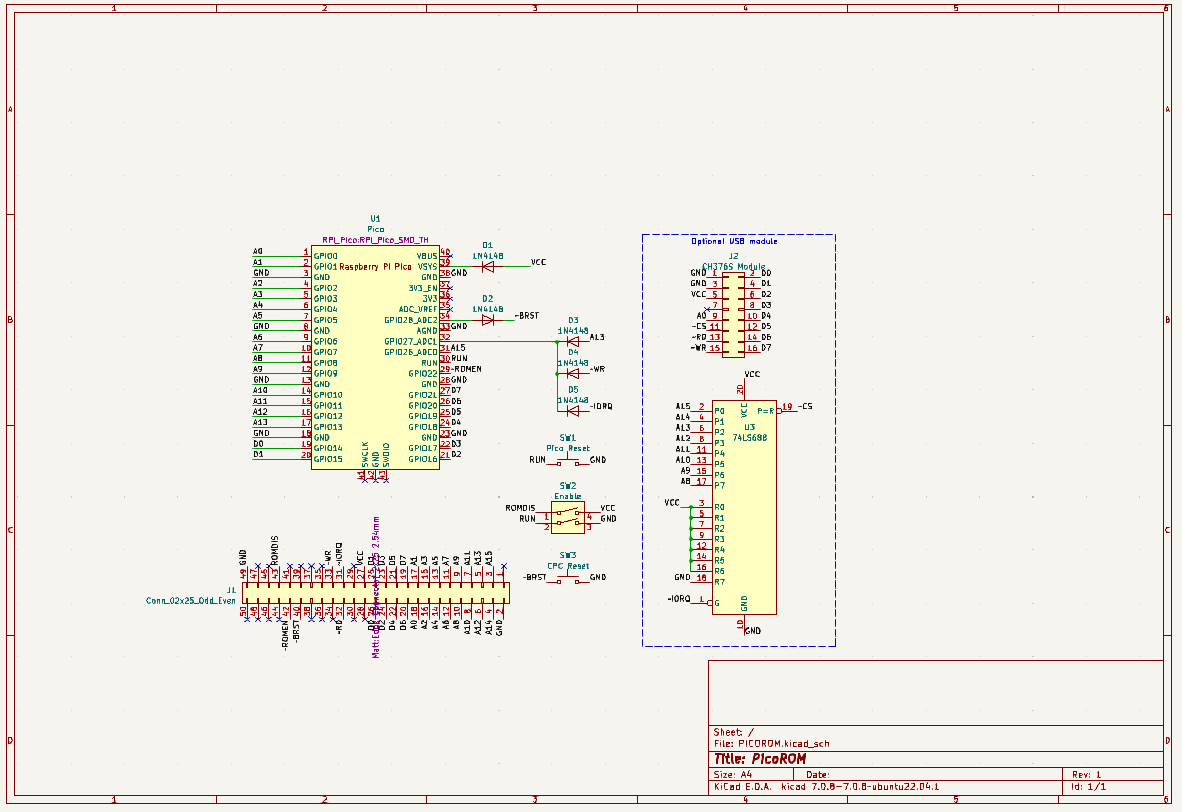 1 2 3 4 5 6
A A
B B
C C
D D
U1
Pico
RPi_Pico:RPi_Pico_SMD_TH
Raspberry Pi Pico
A0 1 GPIO0
A1 2 GPIO1
GND 3 GND
A2 4 GPIO2
A3 5 GPIO3
A4 6 GPIO4
A5 7 GPIO5
GND 8 GND
A6 9 GPIO6
A7 10 GPIO7
A8 11 GPIO8
A9 12 GPIO9
GND 13 GND
A10 14 GPIO10
A11 15 GPIO11
A12 16 GPIO12
A13 17 GPIO13
GND 18 GND
D0 19 GPIO14
D1 20 GPIO15
VBUS 40
VSYS 39
GND 38 GND
3V3_EN 37
3V3 36
ADC_VREF 35
GPIO28_ADC2 34
AGND 33 GND
GPIO27_ADC1 32
GPIO26_ADC0 31 AL5
RUN 30 RUN
GPIO22 29 ~ROMEN
GND 28 GND
GPIO21 27 D7
GPIO20 26 D6
GPIO19 25 D5
GPIO18 24 D4
GND 23 GND
GPIO17 22 D3
GPIO16 21 D2
SWCLK GND SWDIO
41 42 43
D1
1N4148
VCC
D2
1N4148
~BRST
D3
1N4148
AL3
D4
1N4148
~WR
D5
1N4148
~IORQ
SW1
Pico Reset
RUN GND
SW2
Enable
ROMDIS 1 4 VCC
RUN 2 3 GND
SW3
CPC Reset
~BRST GND
J1
Conn_02x25_Odd_Even
GND ROMDIS ~WR ~IORQ VCC D1 D3 D5 D7 A1 A3 A5 A7 A9 A11 A13 A15
49 47 45 43 41 39 37 35 33 31 29 27 25 23 21 19 17 15 13 11 9 7 5 3 1
50 48 46 44 42 40 38 36 34 32 30 28 26 24 22 20 18 16 14 12 10 8 6 4 2
~ROMEN ~BRST ~RD D0 D2 D4 D6 A0 A2 A4 A6 A8 A10 A12 A14 GND
Optional USB module
J2
CH376S Module
GND 1 2 D0
GND 3 4 D1
VCC 5 6 D2
7 8 D3
A0 9 10 D4
~CS 11 12 D5
~RD 13 14 D6
~WR 15 16 D7
VCC
20
VCC
U3
74LS688
AL5 2 P0
AL4 4 P1
AL3 6 P2
AL2 8 P3
AL1 11 P4
AL0 13 P5
A9 15 P6
A8 17 P7
P=R 19 ~CS
VCC 3 R0
5 R1
7 R2
9 R3
12 R4
14 R5
16 R6
GND 18 R7
~IORQ 1 G
GND
10
GND
Sheet: /
File: PICOROM.kicad_sch
Title: PicoROM
Size: A4 Date: Rev: 1
KiCad E.D.A. kicad 7.0.8-7.0.8~ubuntu22.04.1 Id: 1/1